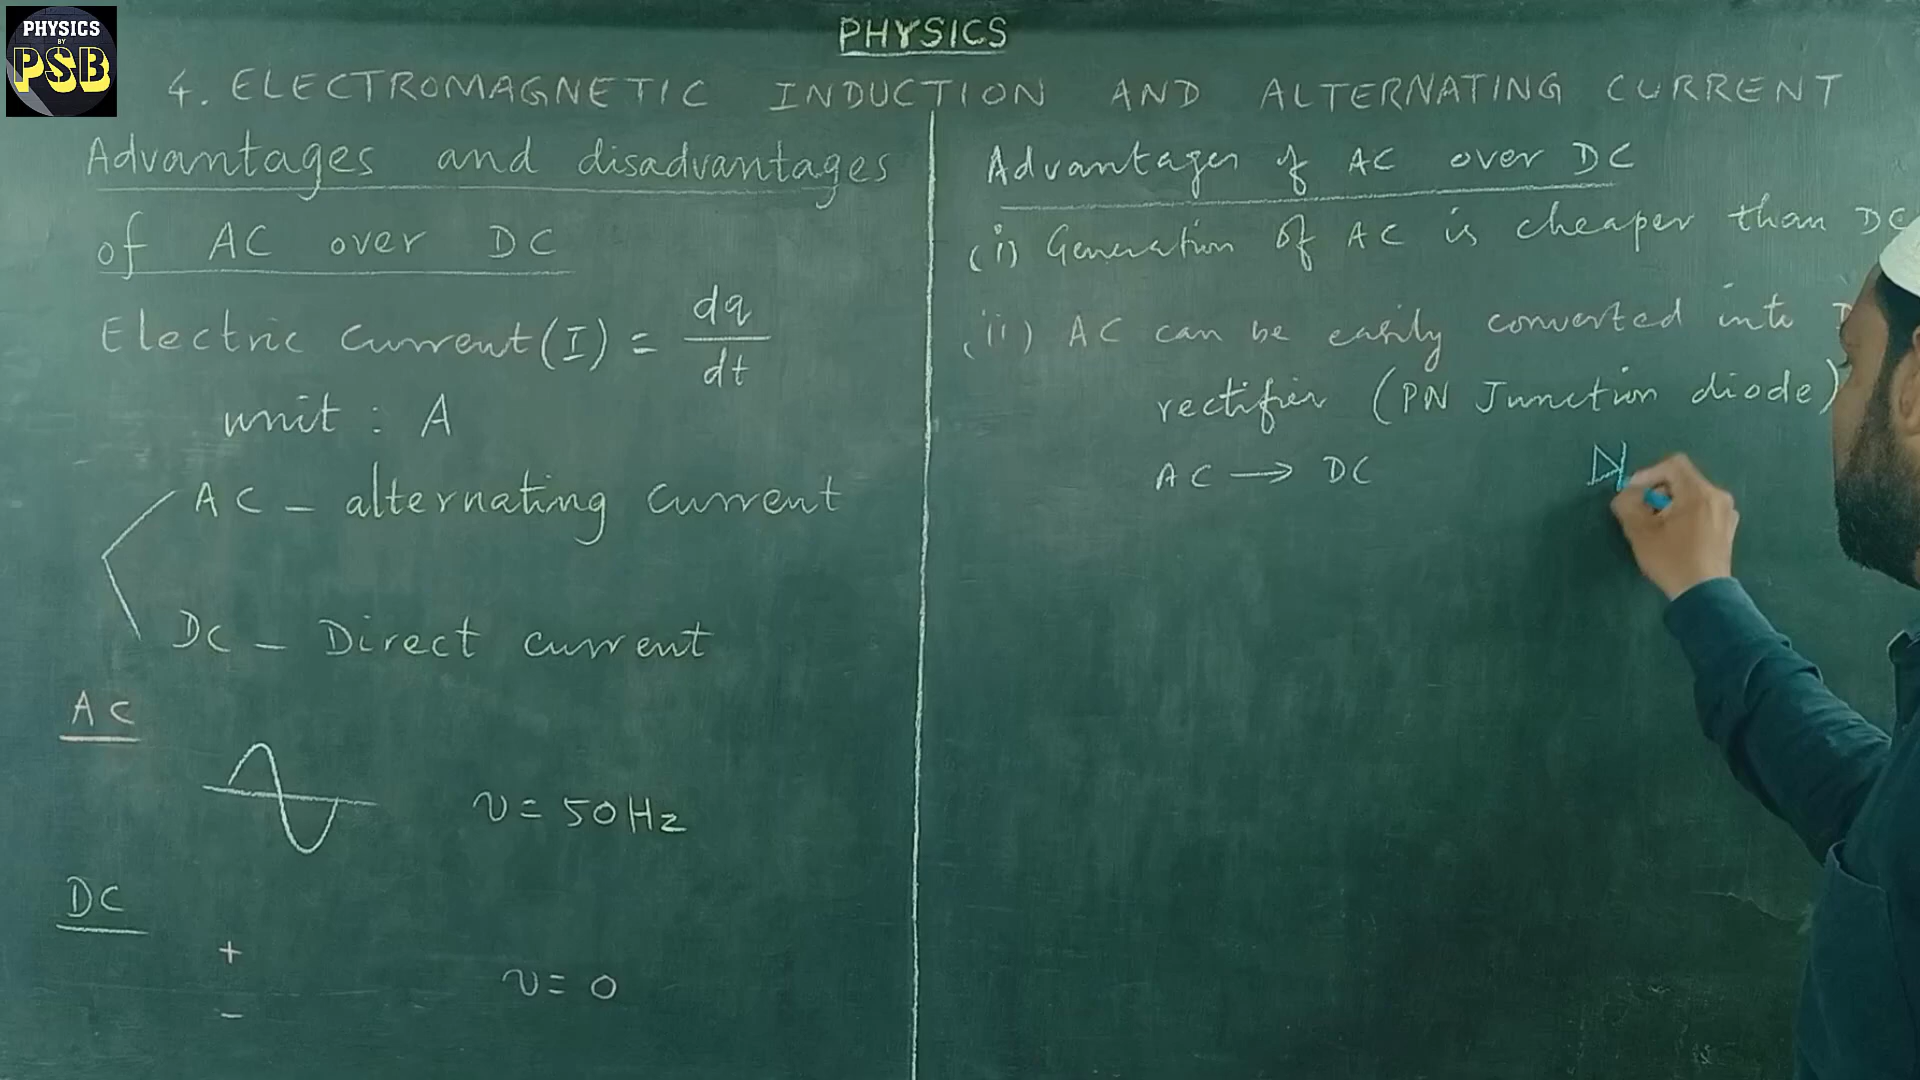 PHYSICS
BY
PSB
PHYSICS
4. ELECTROMAGNETIC INDUCTION AND ALTERNATING CURRENT
Advantages and disadvantages
of AC over DC
Electric Current (I) = dq/dt
unit : A
AC - alternating current
DC - Direct current
AC
ν = 50Hz
DC
+
-
ν = 0
Advantages of AC over DC
(i) Generation of AC is cheaper than DC
(ii) AC can be easily converted into
rectifier (PN Junction diode)
AC → DC